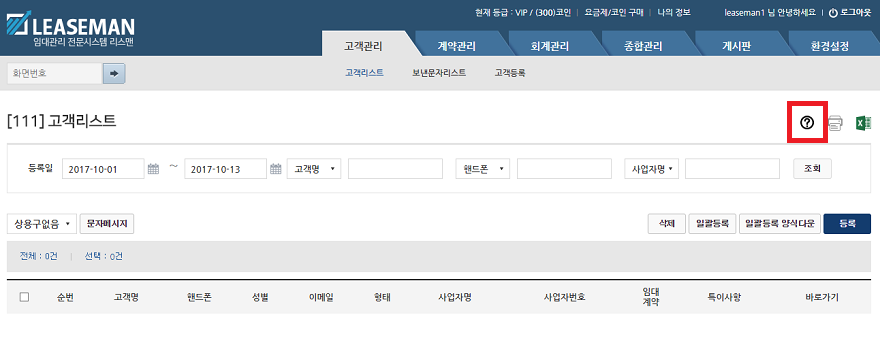 현재 등급 : VIP / (300)코인 | 요금제/코인 구매 | 나의 정보 leaseman1 님 안녕하세요 | 로그아웃
LEASEMAN
임대관리 전문시스템 리스맨
고객관리 계약관리 회계관리 종합관리 게시판 환경설정
화면번호 고객리스트 보낸문자리스트 고객등록
[111] 고객리스트
등록일 2017-10-01 ~ 2017-10-13 고객명 핸드폰 사업자명 조회
상용구없음 문자메시지 삭제 일괄등록 일괄등록 양식다운 등록
전체 : 0건 | 선택 : 0건
순번 고객명 핸드폰 성별 이메일 형태 사업자명 사업자번호 임대 계약 특이사항 바로가기